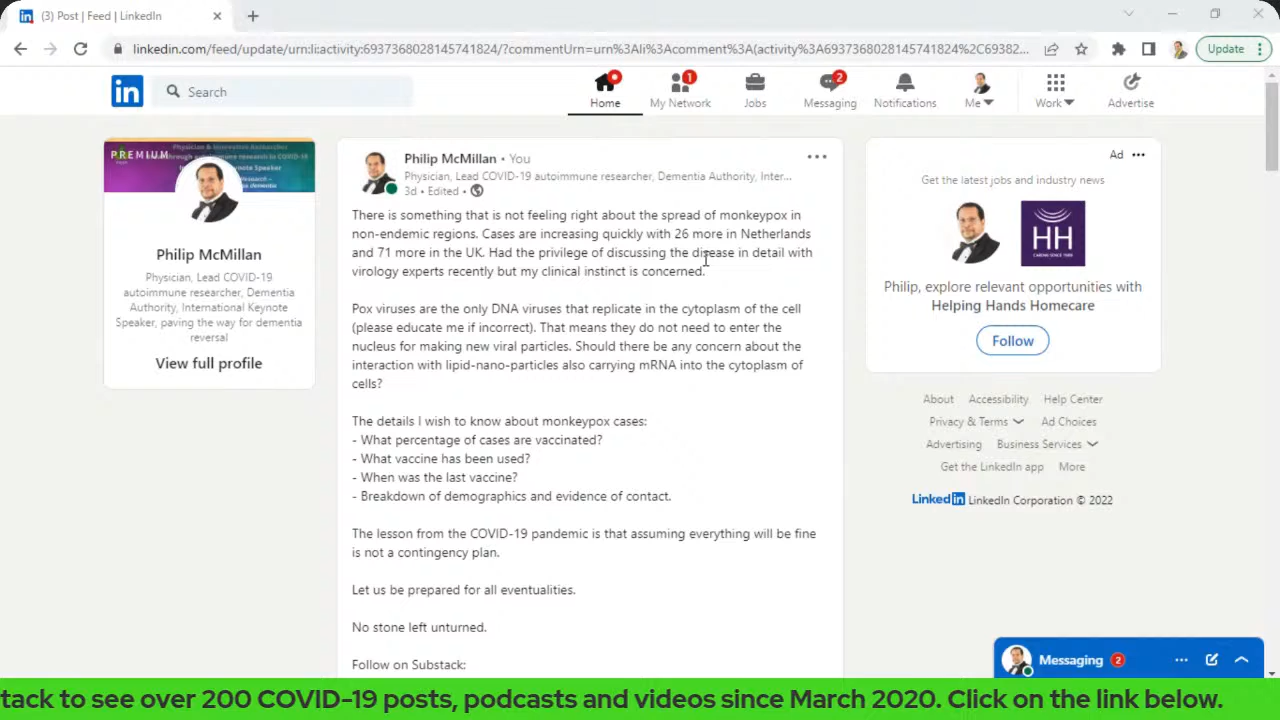 (3) Post | Feed | LinkedIn
linkedin.com/feed/update/urn:li:activity:6937368028145741824/?commentUrn=urn%3Ali%3Acomment%3A(activity%3A6937368028145741824%2C69382...
Update
in
Search
Home
1
My Network
Jobs
2
Messaging
Notifications
Me
Work
Advertise
PREMIUM
Philip McMillan
Physician, Lead COVID-19
autoimmune researcher, Dementia
Authority, International Keynote
Speaker, paving the way for dementia
reversal
View full profile
Philip McMillan • You
Physician, Lead COVID-19 autoimmune researcher, Dementia Authority, Inter...
3d • Edited •
There is something that is not feeling right about the spread of monkeypox in
non-endemic regions. Cases are increasing quickly with 26 more in Netherlands
and 71 more in the UK. Had the privilege of discussing the disease in detail with
virology experts recently but my clinical instinct is concerned.
Pox viruses are the only DNA viruses that replicate in the cytoplasm of the cell
(please educate me if incorrect). That means they do not need to enter the
nucleus for making new viral particles. Should there be any concern about the
interaction with lipid-nano-particles also carrying mRNA into the cytoplasm of
cells?
The details I wish to know about monkeypox cases:
- What percentage of cases are vaccinated?
- What vaccine has been used?
- When was the last vaccine?
- Breakdown of demographics and evidence of contact.
The lesson from the COVID-19 pandemic is that assuming everything will be fine
is not a contingency plan.
Let us be prepared for all eventualities.
No stone left unturned.
Follow on Substack:
Ad
Get the latest jobs and industry news
HH
CARING SINCE 1989
Philip, explore relevant opportunities with
Helping Hands Homecare
Follow
About Accessibility Help Center
Privacy & Terms Ad Choices
Advertising Business Services
Get the LinkedIn app More
LinkedIn LinkedIn Corporation © 2022
Messaging 2
tack to see over 200 COVID-19 posts, podcasts and videos since March 2020. Click on the link below.